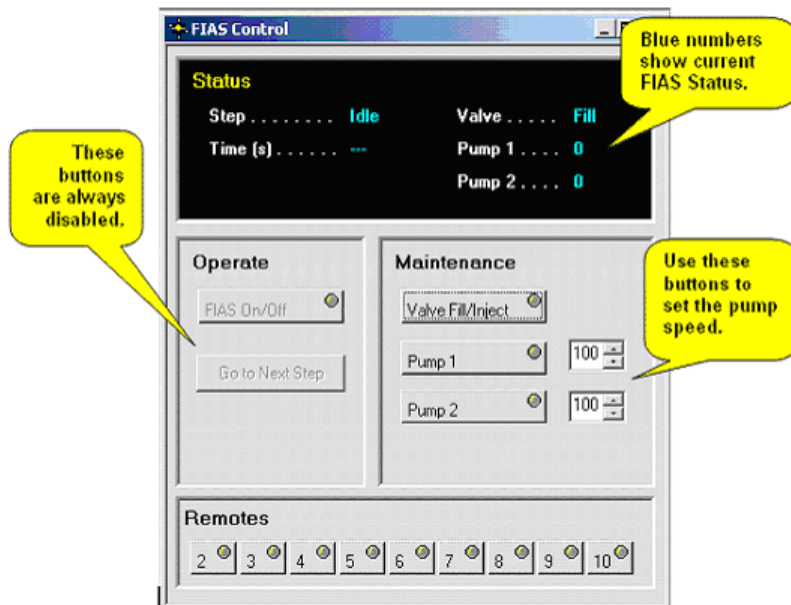 FIAS Control
Blue numbers
show current
FIAS Status.
Status
Step . . . . . . . . Idle
Valve . . . . . Fill
Time (s) . . . . . . ---
Pump 1 . . . . 0
Pump 2 . . . . 0
These
buttons
are always
disabled.
Operate
FIAS On/Off
Go to Next Step
Maintenance
Valve Fill/Inject
Pump 1 100
Pump 2 100
Use these
buttons to
set the pump
speed.
Remotes
2 3 4 5 6 7 8 9 10